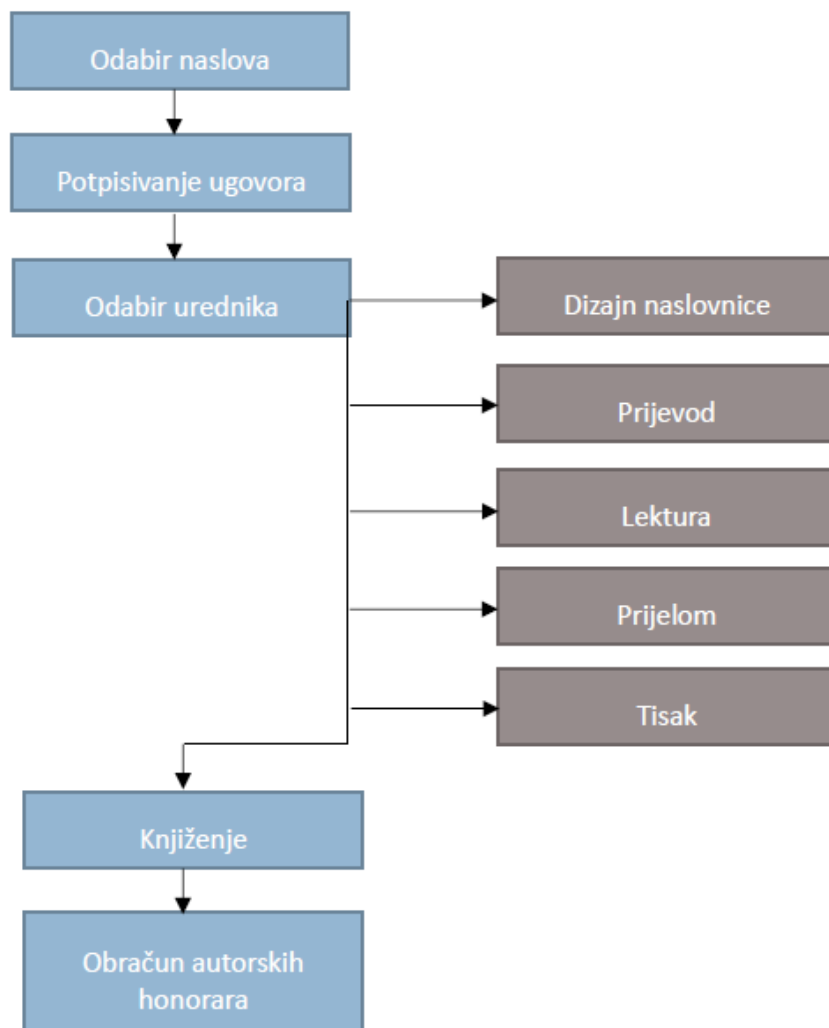 Odabir naslova
Potpisivanje ugovora
Odabir urednika
Dizajn naslovnice
Prijevod
Lektura
Prijelom
Tisak
Knjiženje
Obračun autorskih
honorara